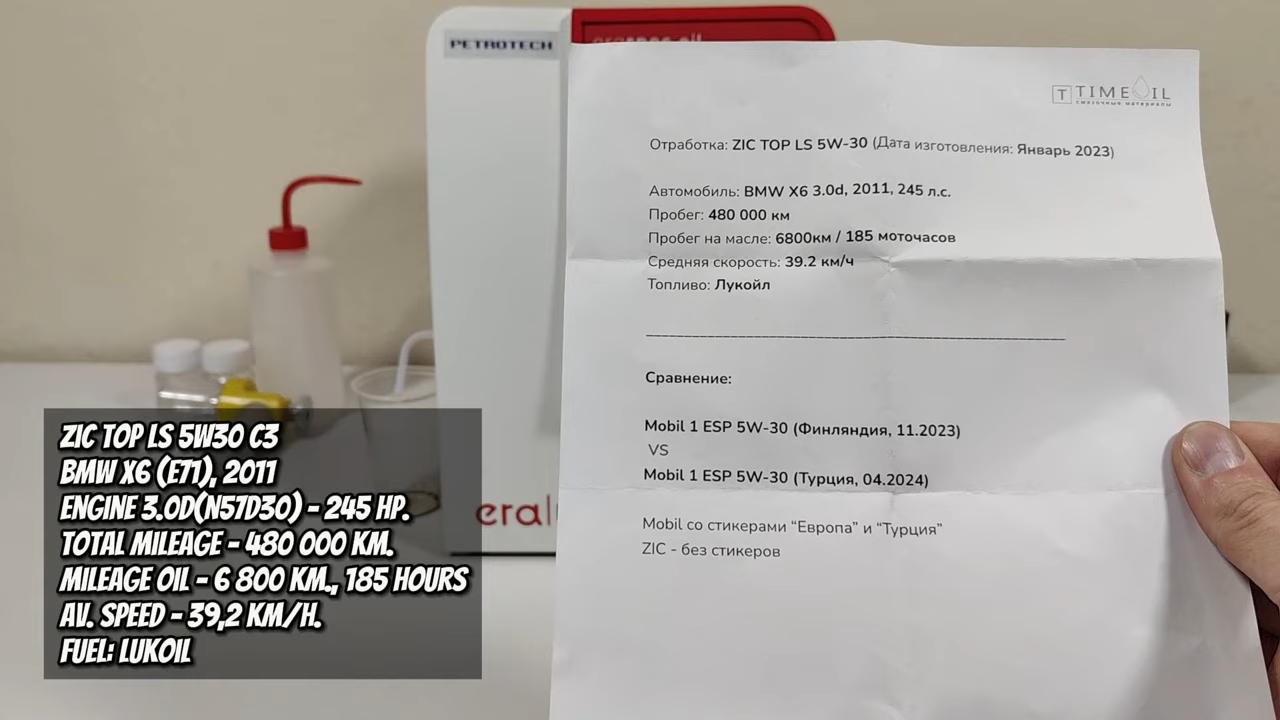 PETROTECH
TIMEOIL
смазочные материалы
Отработка: ZIC TOP LS 5W-30 (Дата изготовления: Январь 2023)
Автомобиль: BMW X6 3.0d, 2011, 245 л.с.
Пробег: 480 000 км
Пробег на масле: 6800км / 185 моточасов
Средняя скорость: 39.2 км/ч
Топливо: Лукойл
Сравнение:
Mobil 1 ESP 5W-30 (Финляндия, 11.2023)
VS
Mobil 1 ESP 5W-30 (Турция, 04.2024)
Mobil со стикерами “Европа” и “Турция”
ZIC - без стикеров
eral
ZIC TOP LS 5W30 C3
BMW X6 (E71), 2011
ENGINE 3.0D(N57D30) - 245 HP.
TOTAL MILEAGE - 480 000 KM.
MILEAGE OIL - 6 800 KM., 185 HOURS
AV. SPEED - 39,2 KM/H.
FUEL: LUKOIL